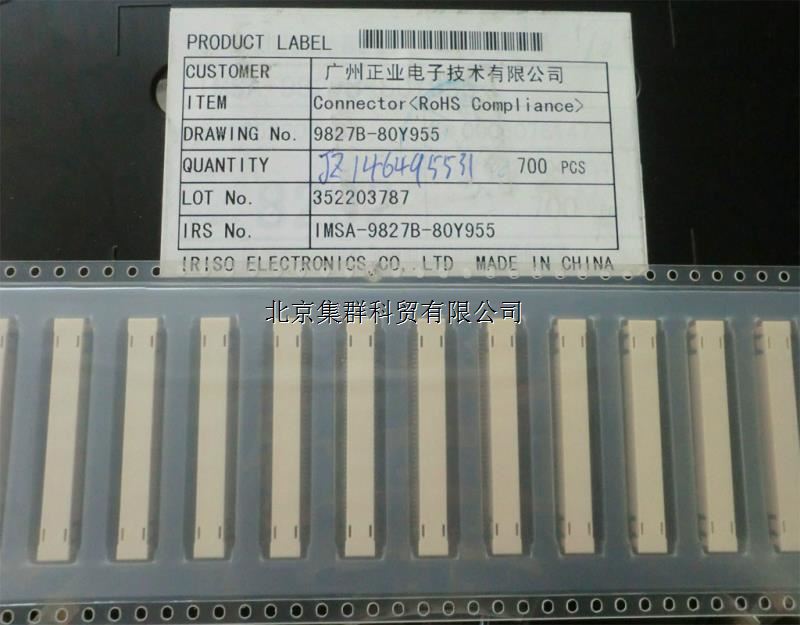 PRODUCT LABEL
CUSTOMER 广州正业电子技术有限公司
ITEM Connector<RoHS Compliance>
DRAWING No. 9827B-80Y955
QUANTITY JZ146495531 700 PCS
LOT No. 352203787
IRS No. IMSA-9827B-80Y955
IRISO ELECTRONICS CO,.LTD MADE IN CHINA
北京集群科贸有限公司